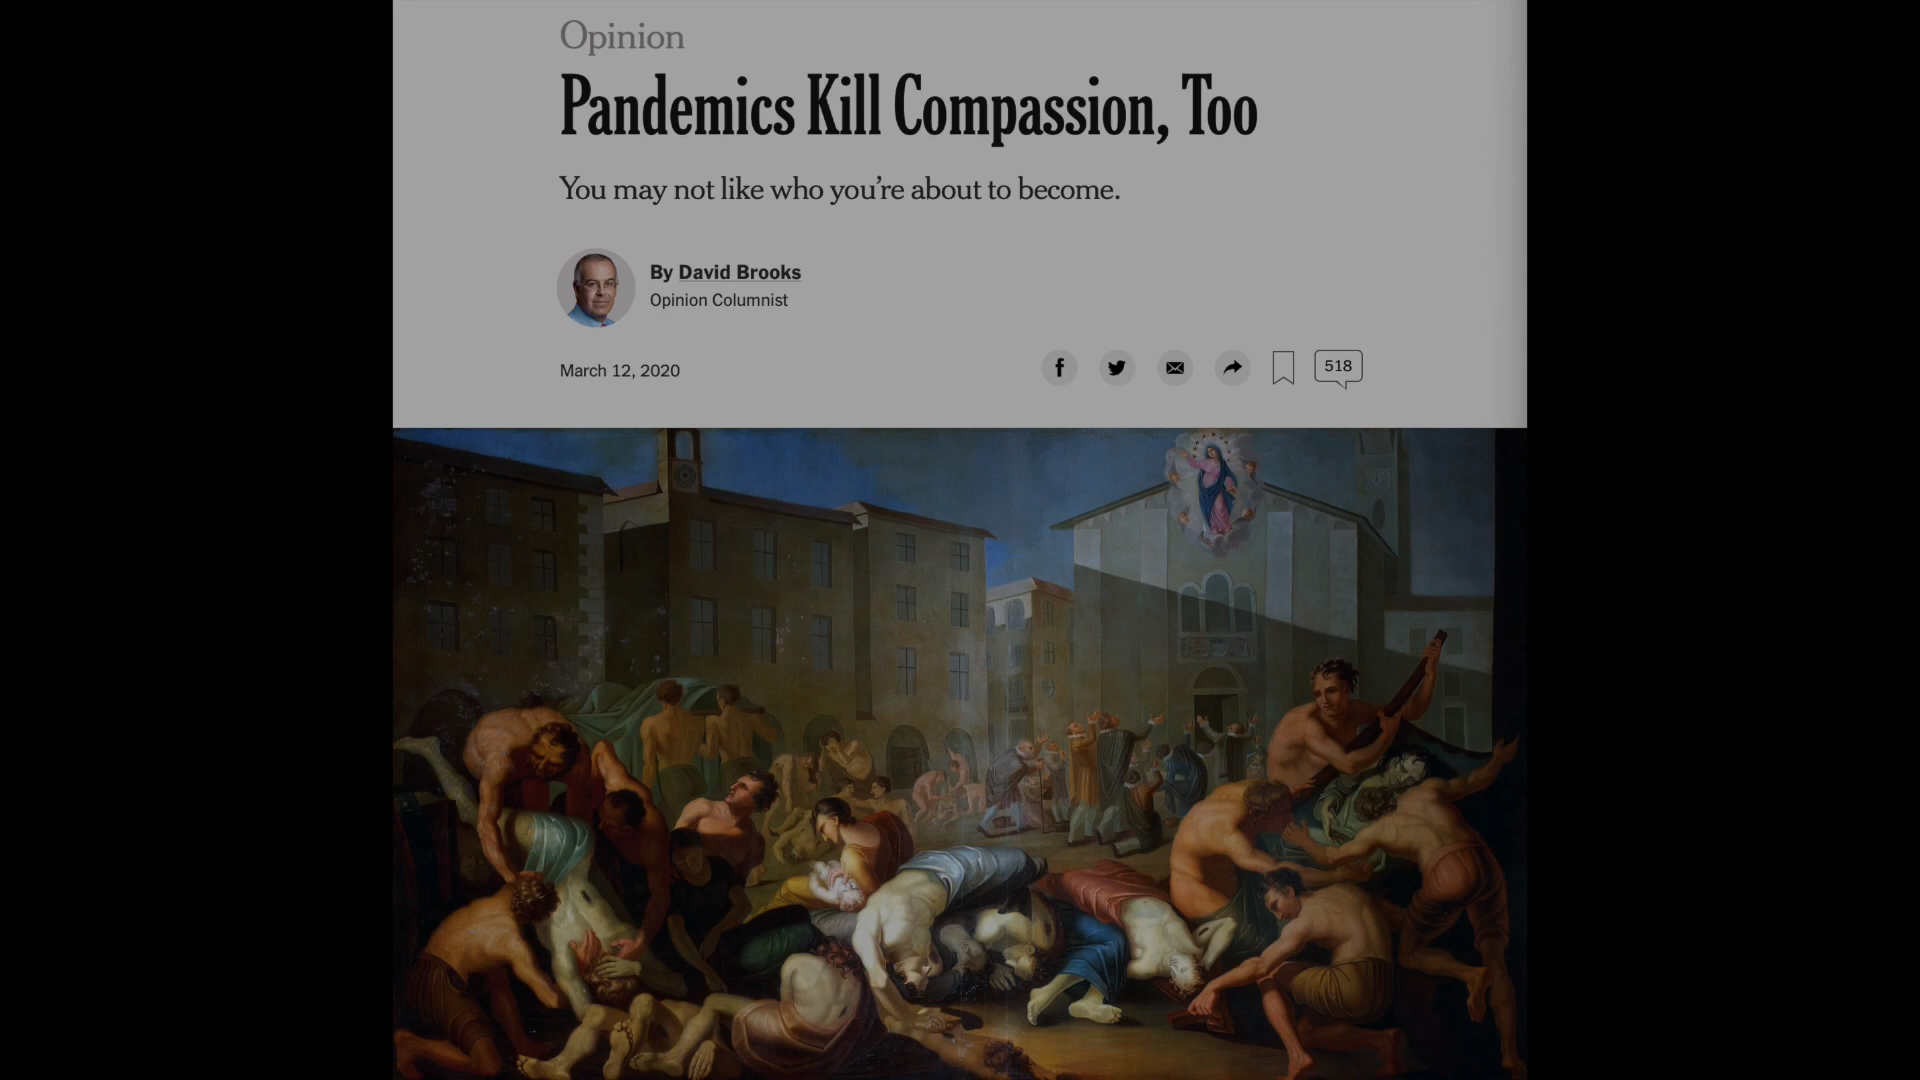 Opinion
Pandemics Kill Compassion, Too
You may not like who you’re about to become.
By David Brooks
Opinion Columnist
March 12, 2020
518